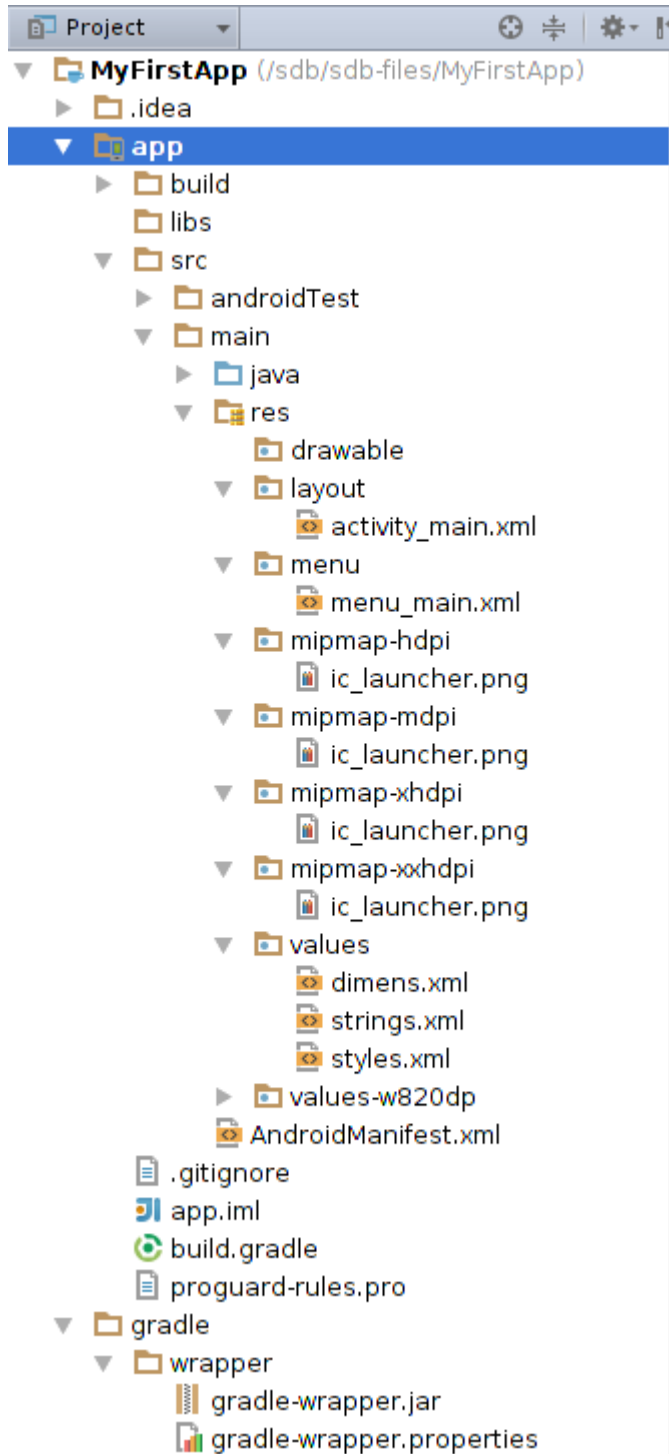 Project
MyFirstApp (/sdb/sdb-files/MyFirstApp)
.idea
app
build
libs
src
androidTest
main
java
res
drawable
layout
activity_main.xml
menu
menu_main.xml
mipmap-hdpi
ic_launcher.png
mipmap-mdpi
ic_launcher.png
mipmap-xhdpi
ic_launcher.png
mipmap-xxhdpi
ic_launcher.png
values
dimens.xml
strings.xml
styles.xml
values-w820dp
AndroidManifest.xml
.gitignore
app.iml
build.gradle
proguard-rules.pro
gradle
wrapper
gradle-wrapper.jar
gradle-wrapper.properties